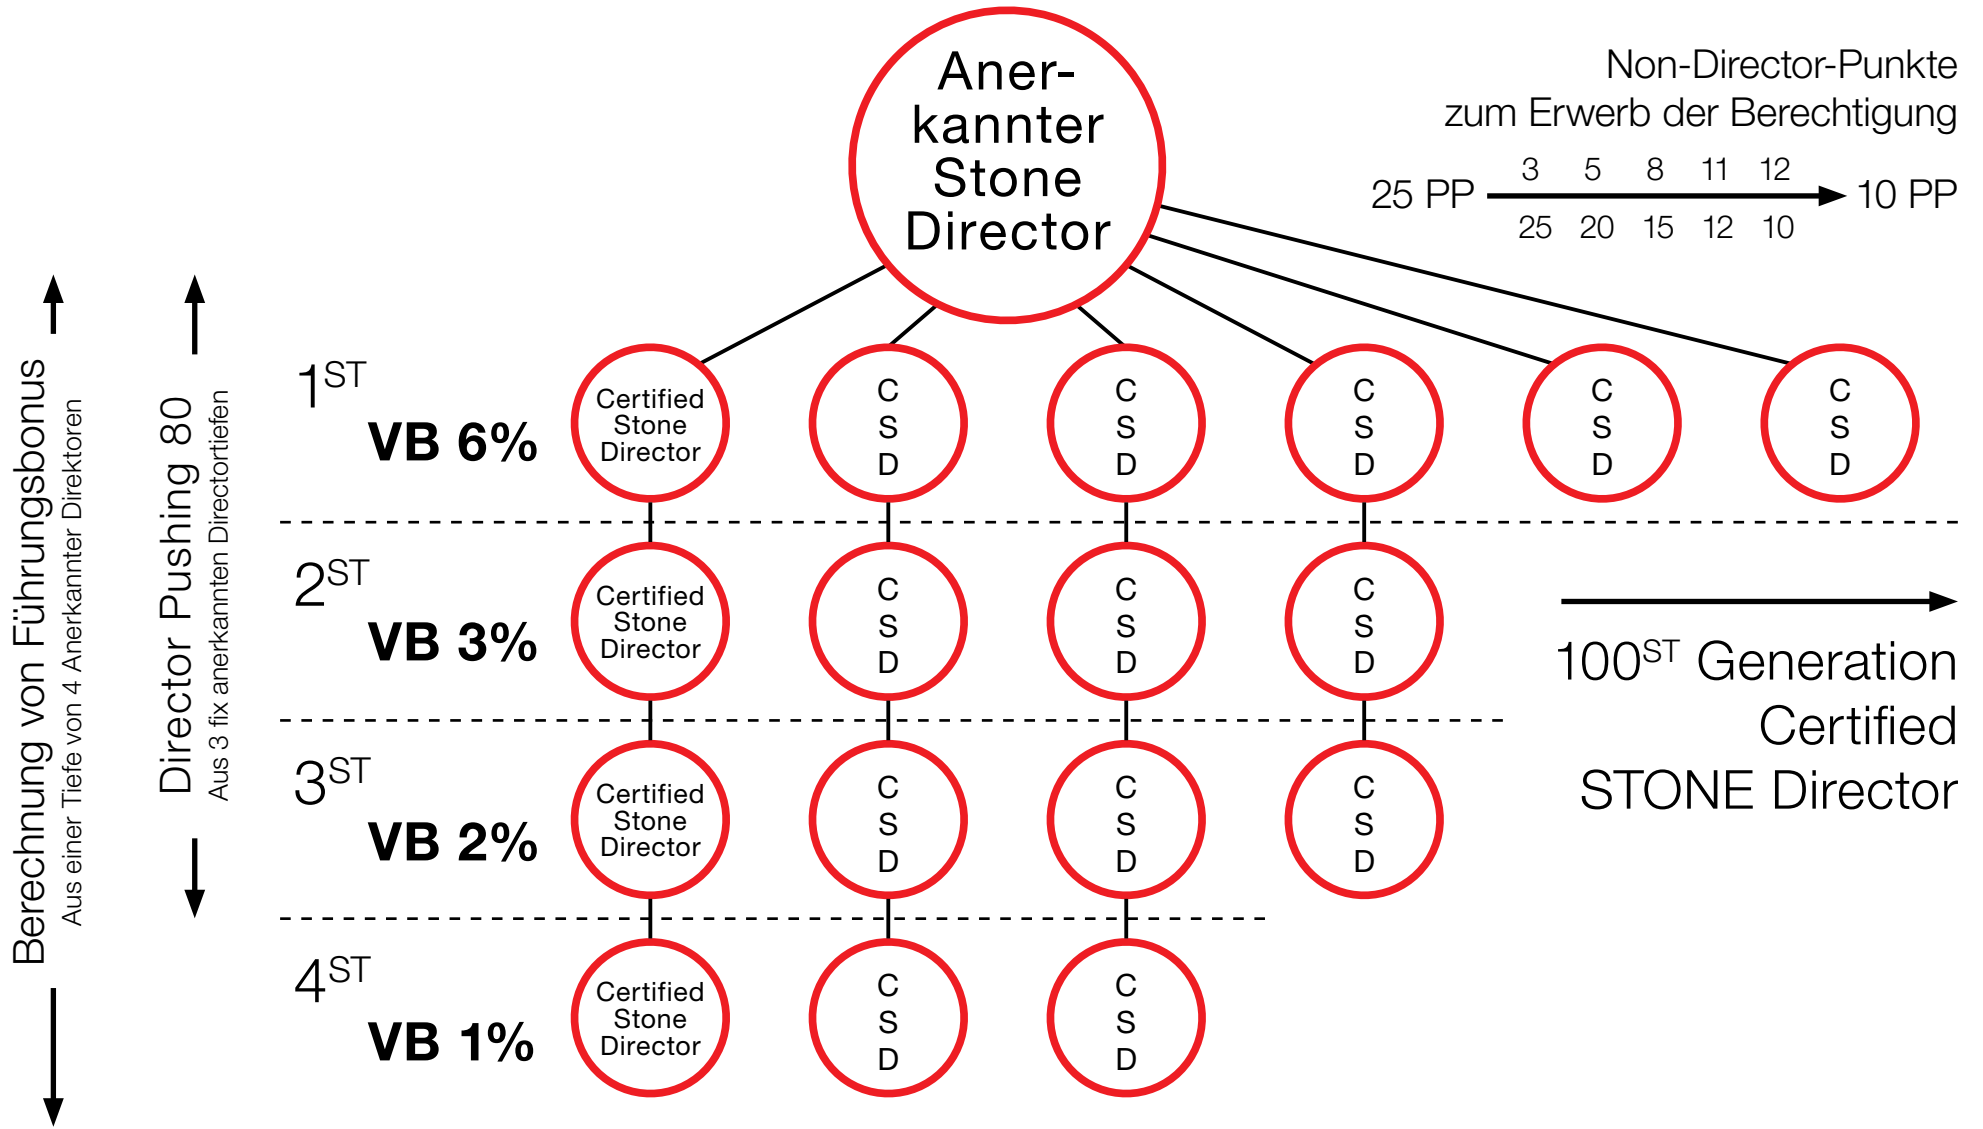 Aner-
kannter
Stone
Director
Non-Director-Punkte
zum Erwerb der Berechtigung
3 5 8 11 12
25 PP 10 PP
25 20 15 12 10
Berechnung von Führungsbonus
Aus einer Tiefe von 4 Anerkannter Direktoren
Director Pushing 80
Aus 3 fix anerkannten Directortiefen
1ST
VB 6%
Certified
Stone
Director
C
S
D
C
S
D
C
S
D
C
S
D
C
S
D
2ST
VB 3%
Certified
Stone
Director
C
S
D
C
S
D
C
S
D
100ST Generation
Certified
STONE Director
3ST
VB 2%
Certified
Stone
Director
C
S
D
C
S
D
C
S
D
4ST
VB 1%
Certified
Stone
Director
C
S
D
C
S
D